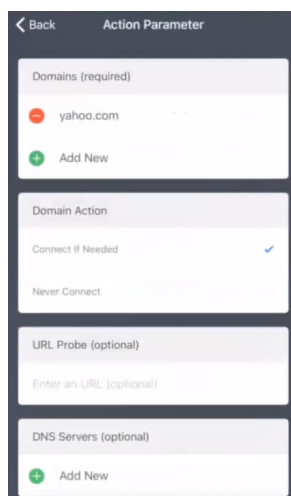 Back Action Parameter
Domains (required)
yahoo.com
Add New
Domain Action
Connect If Needed
Never Connect
URL Probe (optional)
Enter an URL (optional)
DNS Servers (optional)
Add New